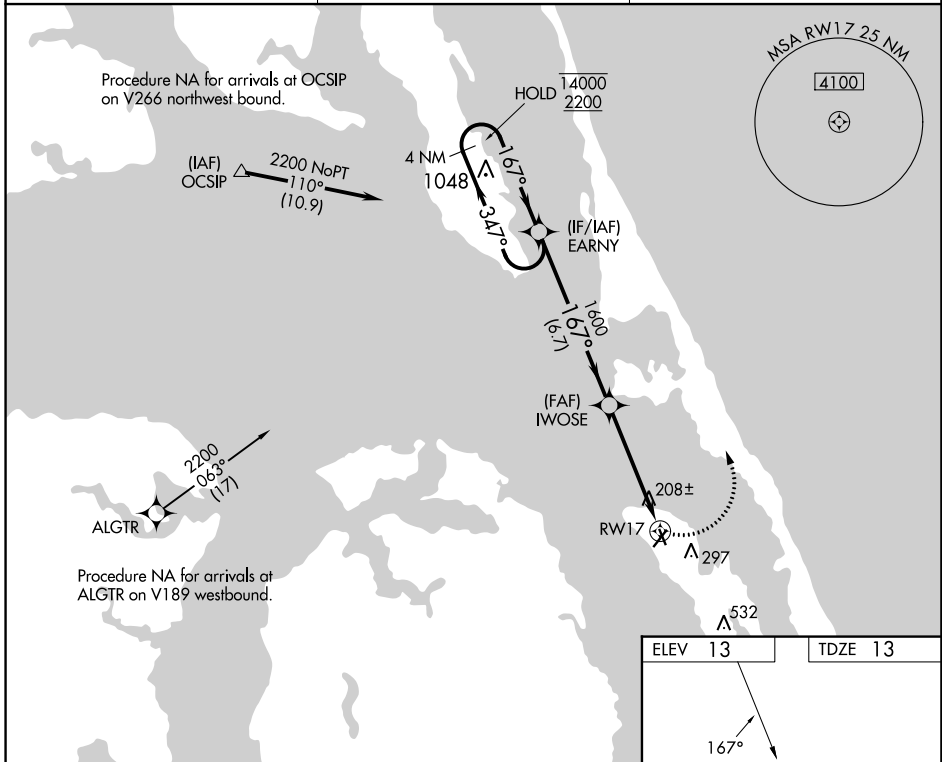 MSA RW17 25 NM
4100
Procedure NA for arrivals at OCSIP
on V266 northwest bound.
HOLD
14000
2200
(IAF)
OCSIP
2200 NoPT
110°
(10.9)
4 NM
1048
167°
347°
(IF/IAF)
EARNY
1600
167°
(6.7)
(FAF)
IWOSE
2200
063°
(17)
ALGTR
208±
RW17
297
Procedure NA for arrivals at
ALGTR on V189 westbound.
532
ELEV 13
TDZE 13
167°